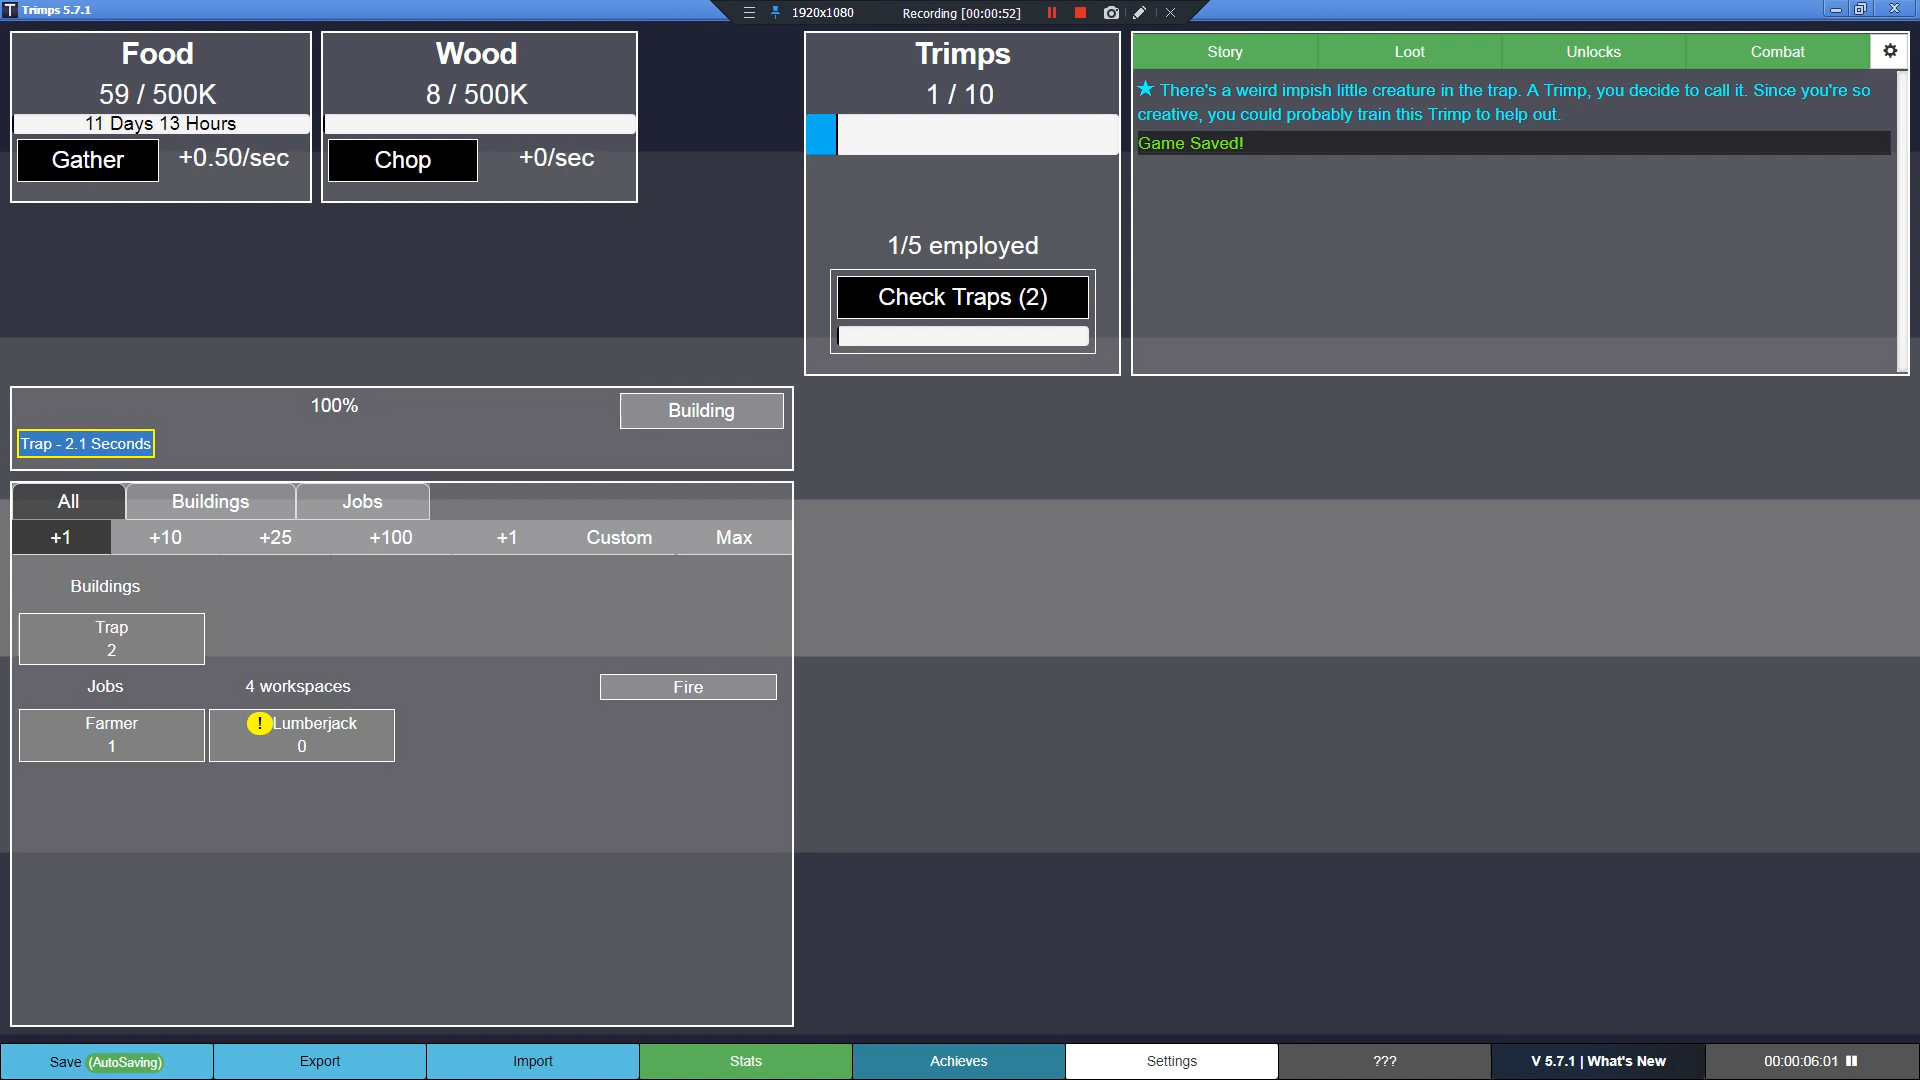 Trimps 5.7.1
1920x1080
Recording [00:00:52]
Food
59 / 500K
11 Days 13 Hours
Gather
+0.50/sec
Wood
8 / 500K
Chop
+0/sec
Trimps
1 / 10
1/5 employed
Check Traps (2)
Story
Loot
Unlocks
Combat
★ There's a weird impish little creature in the trap. A Trimp, you decide to call it. Since you're so
creative, you could probably train this Trimp to help out.
Game Saved!
100%
Building
Trap - 2.1 Seconds
All
Buildings
Jobs
+1
+10
+25
+100
+1
Custom
Max
Buildings
Trap
2
Jobs
4 workspaces
Fire
Farmer
1
! Lumberjack
0
Save (AutoSaving)
Export
Import
Stats
Achieves
Settings
???
V 5.7.1 | What's New
00:00:06:01